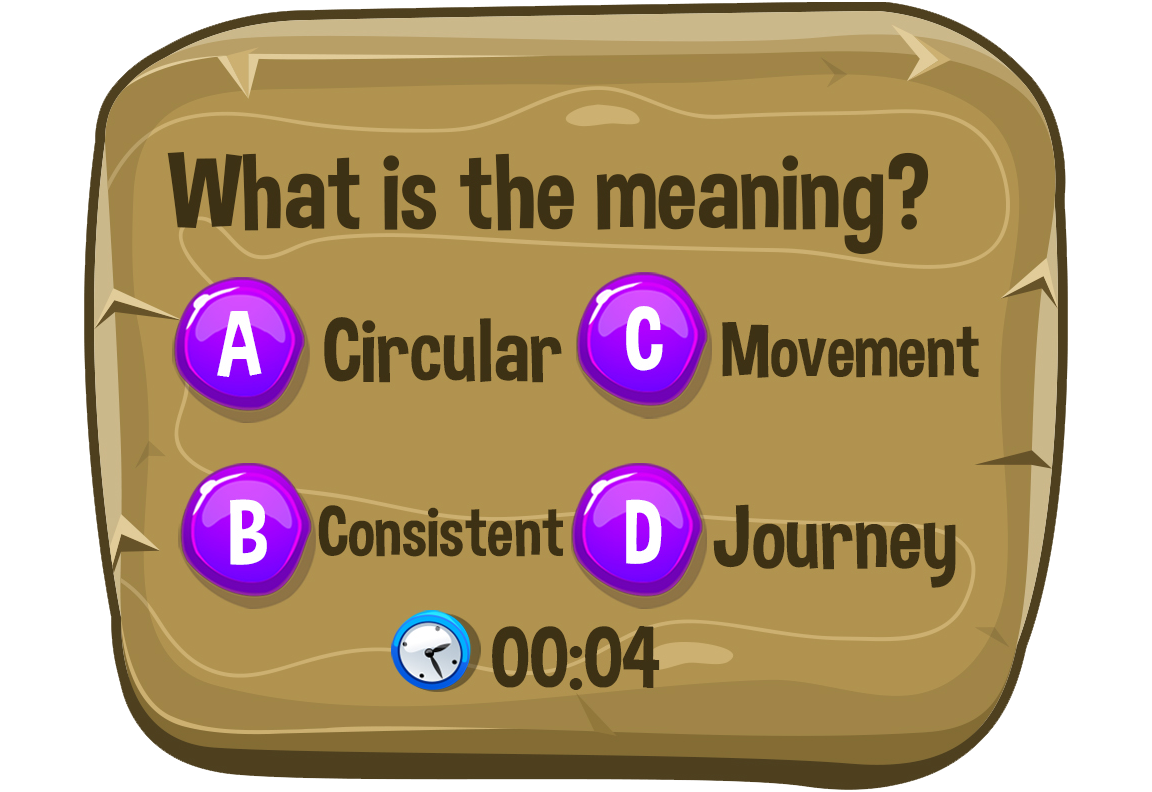 What is the meaning?
A Circular C Movement
B Consistent D Journey
00:04